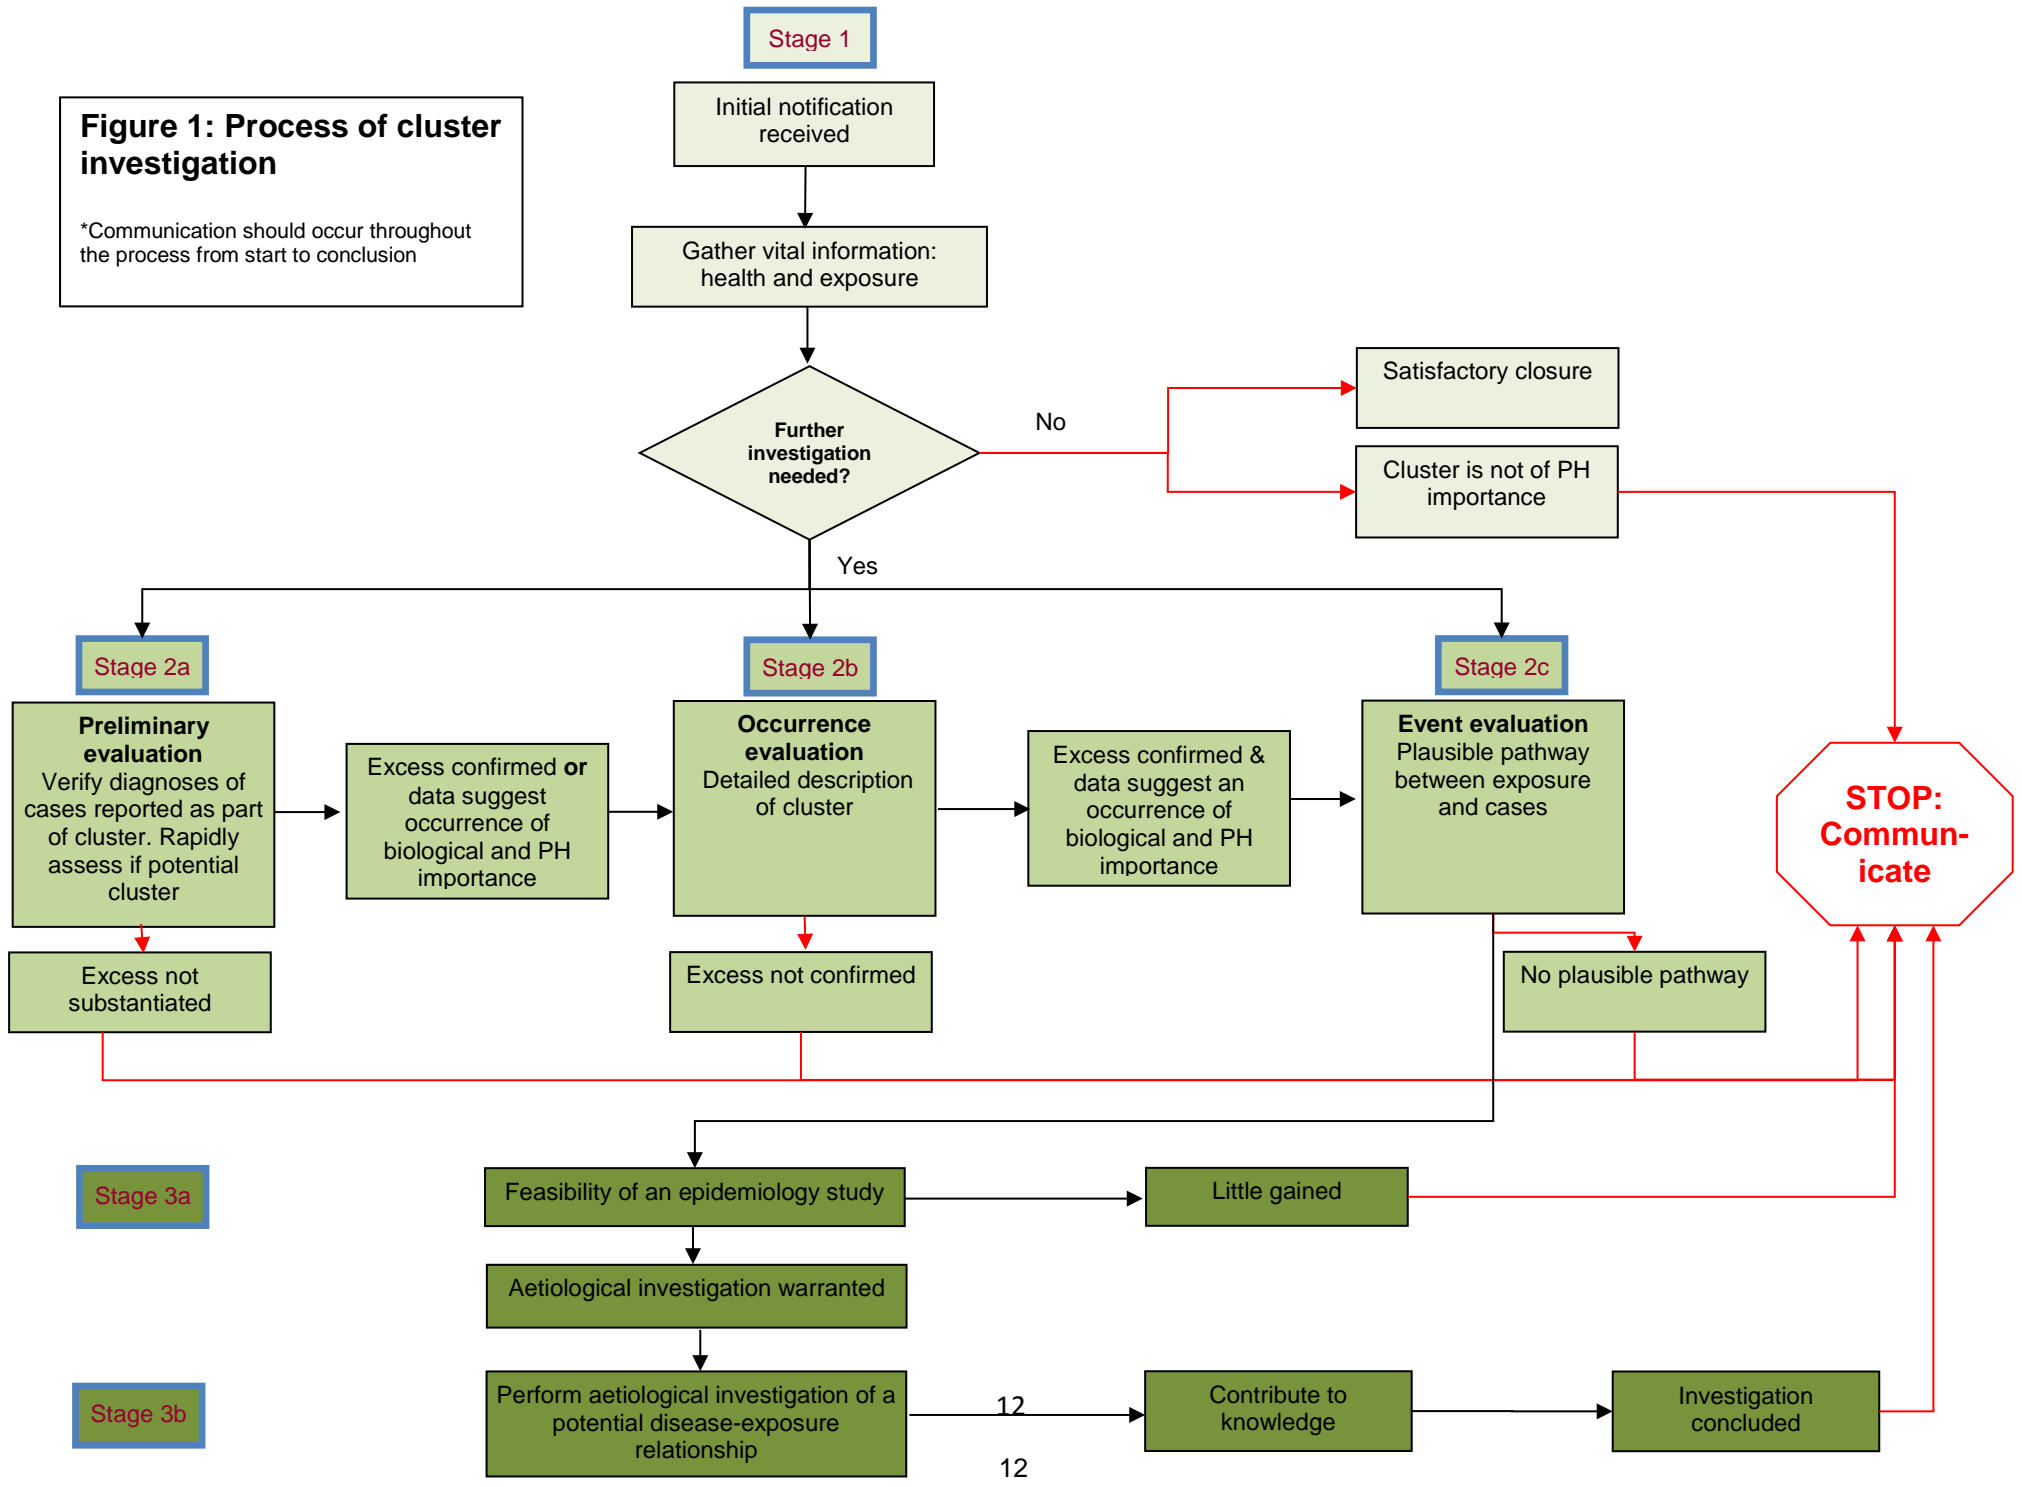 Stage 1
Figure 1: Process of cluster
investigation
*Communication should occur throughout
the process from start to conclusion
Initial notification
received
Gather vital information:
health and exposure
Further
investigation
needed?
No
Satisfactory closure
Cluster is not of PH
importance
Yes
Stage 2a
Stage 2b
Stage 2c
Preliminary
evaluation
Verify diagnoses of
cases reported as part
of cluster. Rapidly
assess if potential
cluster
Excess confirmed or
data suggest
occurrence of
biological and PH
importance
Occurrence
evaluation
Detailed description
of cluster
Excess confirmed &
data suggest an
occurrence of
biological and PH
importance
Event evaluation
Plausible pathway
between exposure
and cases
STOP:
Commun-
icate
Excess not
substantiated
Excess not confirmed
No plausible pathway
Stage 3a
Feasibility of an epidemiology study
Little gained
Aetiological investigation warranted
Stage 3b
Perform aetiological investigation of a
potential disease-exposure
relationship
12
Contribute to
knowledge
Investigation
concluded
12